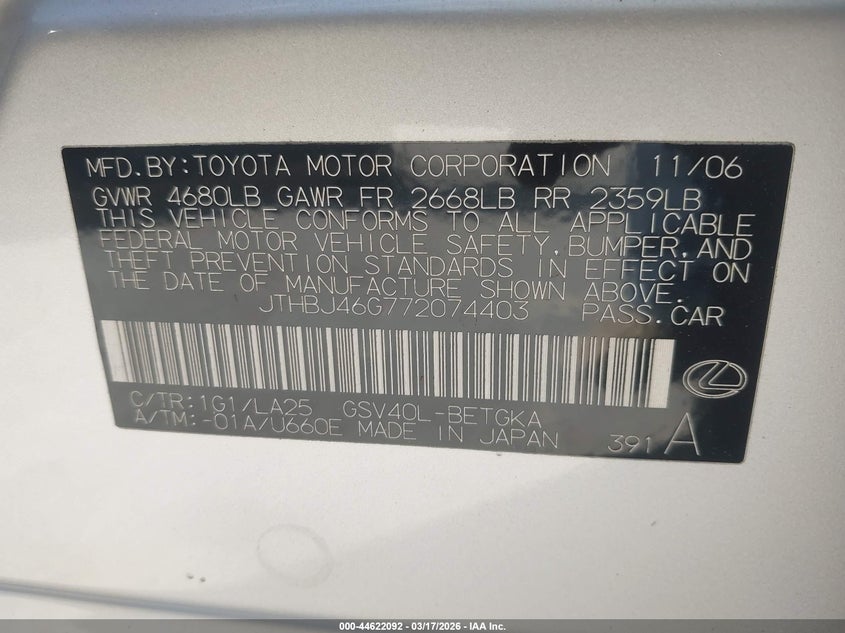 MFD.BY:TOYOTA MOTOR CORPORATION 11/06
GVWR 4680LB GAWR FR 2668LB RR 2359LB
THIS VEHICLE CONFORMS TO ALL APPLICABLE
FEDERAL MOTOR VEHICLE SAFETY,BUMPER,AND
THEFT PREVENTION STANDARDS IN EFFECT ON
THE DATE OF MANUFACTURE SHOWN ABOVE.
JTHBJ46G772074403 PASS.CAR
C/TR:1G1/LA25 GSV40L-BETGKA
A/TM:-01A/U660E MADE IN JAPAN 391 A
000-44622092 - 03/17/2026 - IAA Inc.